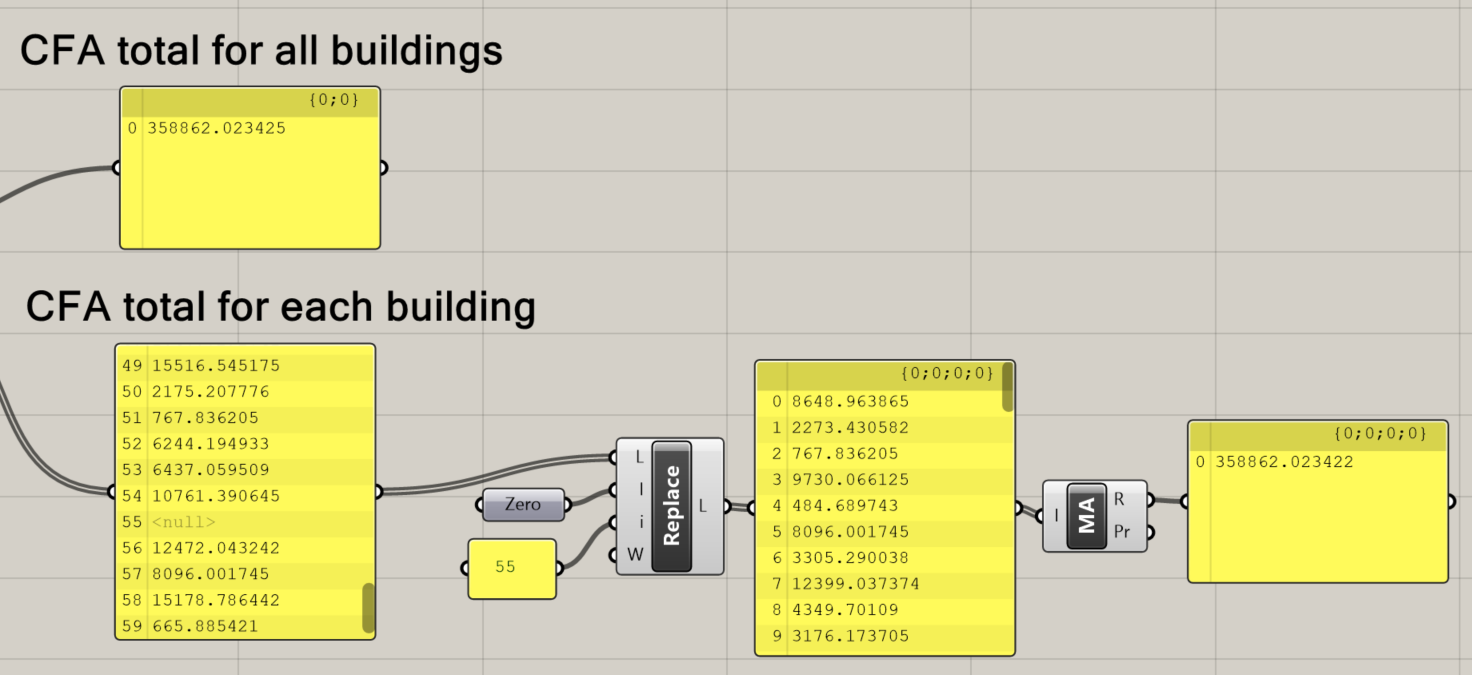 CFA total for all buildings
{0;0}
0 358862.023425
CFA total for each building
49 15516.545175
50 2175.207776
51 767.836205
52 6244.194933
53 6437.059509
54 10761.390645
55 <null>
56 12472.043242
57 8096.001745
58 15178.786442
59 665.885421
Zero
55
L
I
i
W
Replace
L
{0;0;0;0}
0 8648.963865
1 2273.430582
2 767.836205
3 9730.066125
4 484.689743
5 8096.001745
6 3305.290038
7 12399.037374
8 4349.70109
9 3176.173705
I
MA
R
Pr
{0;0;0;0}
0 358862.023422